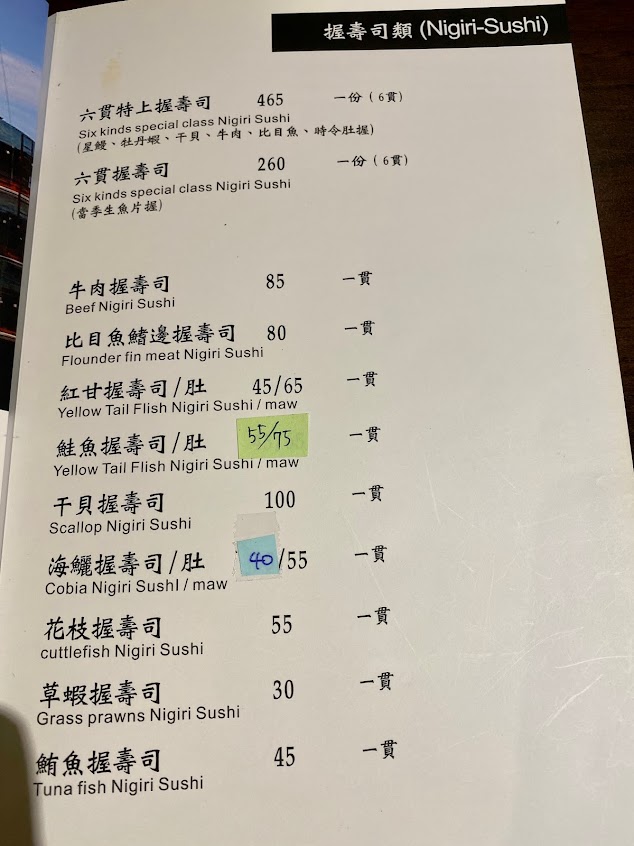 握壽司類 (Nigiri-Sushi)
六貫特上握壽司 465 一份 ( 6貫)
Six kinds special class Nigiri Sushi
(星鰻、牡丹蝦、干貝、牛肉、比目魚、時令肚握)
六貫握壽司 260 一份 ( 6貫)
Six kinds special class Nigiri Sushi
(當季生魚片握)
牛肉握壽司 85 一貫
Beef Nigiri Sushi
比目魚鰭邊握壽司 80 一貫
Flounder fin meat Nigiri Sushi
紅甘握壽司/肚 45/65 一貫
Yellow Tail Flish Nigiri Sushi / maw
鮭魚握壽司/肚 55/75 一貫
Yellow Tail Flish Nigiri Sushi / maw
干貝握壽司 100 一貫
Scallop Nigiri Sushi
海鱺握壽司/肚 40/55 一貫
Cobia Nigiri SushI / maw
花枝握壽司 55 一貫
cuttlefish Nigiri Sushi
草蝦握壽司 30 一貫
Grass prawns Nigiri Sushi
鮪魚握壽司 45 一貫
Tuna fish Nigiri Sushi